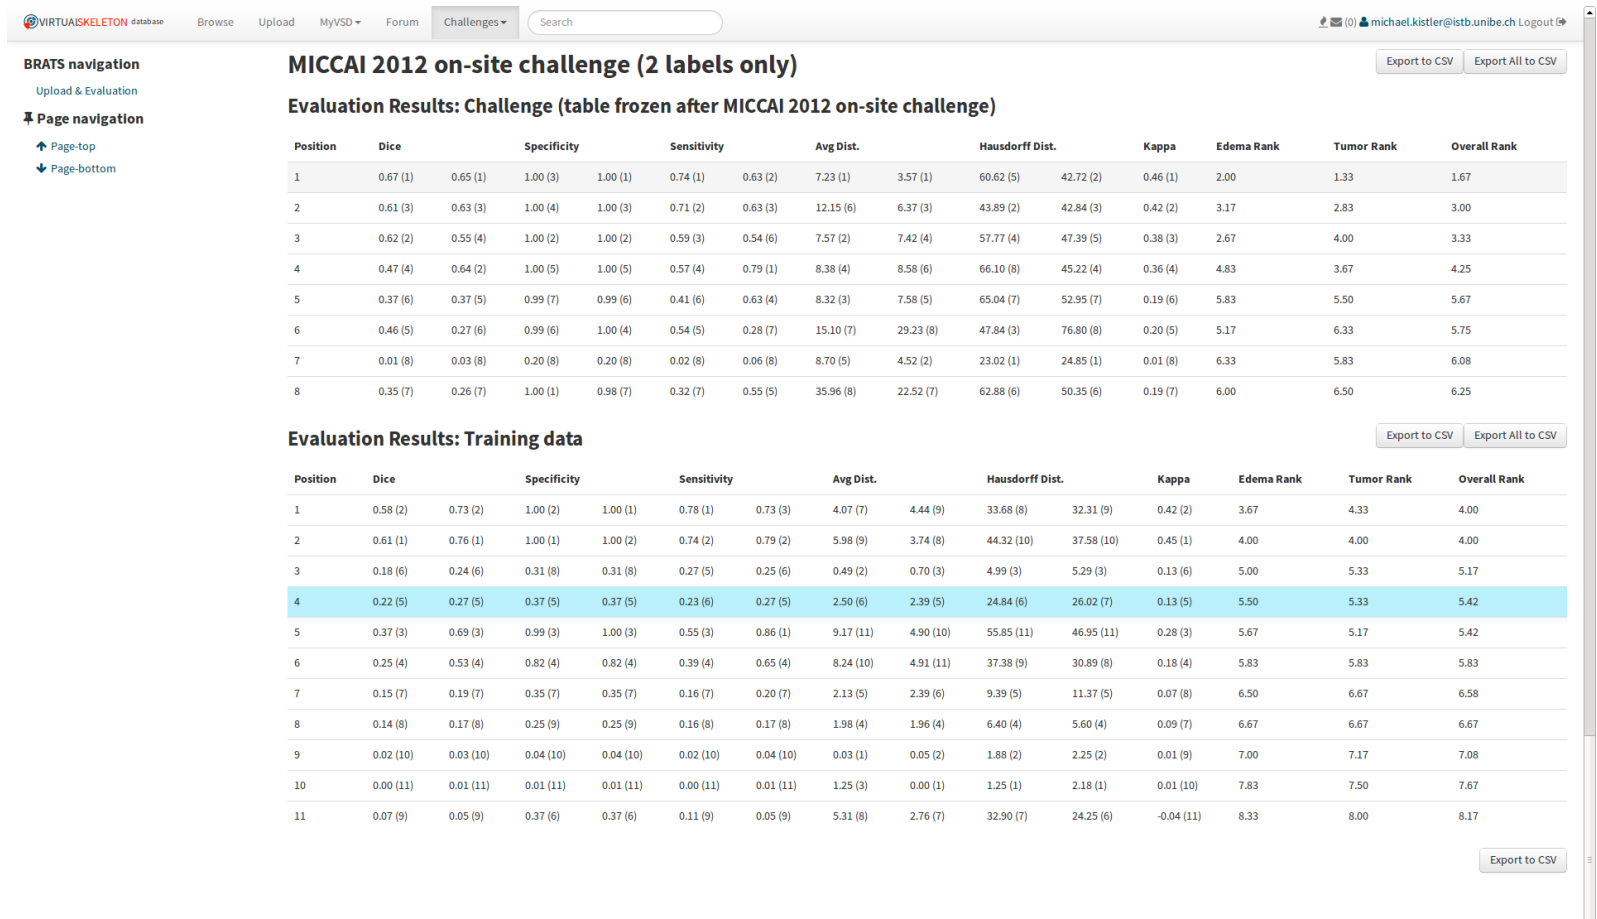 VIRTUALSKELETON database Browse Upload MyVSD Forum Challenges Search (0) michael.kistler@istb.unibe.ch Logout
BRATS navigation
Upload & Evaluation
Page navigation
Page-top
Page-bottom
MICCAI 2012 on-site challenge (2 labels only)
Export to CSV Export All to CSV
Evaluation Results: Challenge (table frozen after MICCAI 2012 on-site challenge)
Position Dice Specificity Sensitivity Avg Dist. Hausdorff Dist. Kappa Edema Rank Tumor Rank Overall Rank
1 0.67 (1) 0.65 (1) 1.00 (3) 1.00 (1) 0.74 (1) 0.63 (2) 7.23 (1) 3.57 (1) 60.62 (5) 42.72 (2) 0.46 (1) 2.00 1.33 1.67
2 0.61 (3) 0.63 (3) 1.00 (4) 1.00 (3) 0.71 (2) 0.63 (3) 12.15 (6) 6.37 (3) 43.89 (2) 42.84 (3) 0.42 (2) 3.17 2.83 3.00
3 0.62 (2) 0.55 (4) 1.00 (2) 1.00 (2) 0.59 (3) 0.54 (6) 7.57 (2) 7.42 (4) 57.77 (4) 47.39 (5) 0.38 (3) 2.67 4.00 3.33
4 0.47 (4) 0.64 (2) 1.00 (5) 1.00 (5) 0.57 (4) 0.79 (1) 8.38 (4) 8.58 (6) 66.10 (8) 45.22 (4) 0.36 (4) 4.83 3.67 4.25
5 0.37 (6) 0.37 (5) 0.99 (7) 0.99 (6) 0.41 (6) 0.63 (4) 8.32 (3) 7.58 (5) 65.04 (7) 52.95 (7) 0.19 (6) 5.83 5.50 5.67
6 0.46 (5) 0.27 (6) 0.99 (6) 1.00 (4) 0.54 (5) 0.28 (7) 15.10 (7) 29.23 (8) 47.84 (3) 76.80 (8) 0.20 (5) 5.17 6.33 5.75
7 0.01 (8) 0.03 (8) 0.20 (8) 0.20 (8) 0.02 (8) 0.06 (8) 8.70 (5) 4.52 (2) 23.02 (1) 24.85 (1) 0.01 (8) 6.33 5.83 6.08
8 0.35 (7) 0.26 (7) 1.00 (1) 0.98 (7) 0.32 (7) 0.55 (5) 35.96 (8) 22.52 (7) 62.88 (6) 50.35 (6) 0.19 (7) 6.00 6.50 6.25
Evaluation Results: Training data
Export to CSV Export All to CSV
Position Dice Specificity Sensitivity Avg Dist. Hausdorff Dist. Kappa Edema Rank Tumor Rank Overall Rank
1 0.58 (2) 0.73 (2) 1.00 (2) 1.00 (1) 0.78 (1) 0.73 (3) 4.07 (7) 4.44 (9) 33.68 (8) 32.31 (9) 0.42 (2) 3.67 4.33 4.00
2 0.61 (1) 0.76 (1) 1.00 (1) 1.00 (2) 0.74 (2) 0.79 (2) 5.98 (9) 3.74 (8) 44.32 (10) 37.58 (10) 0.45 (1) 4.00 4.00 4.00
3 0.18 (6) 0.24 (6) 0.31 (8) 0.31 (8) 0.27 (5) 0.25 (6) 0.49 (2) 0.70 (3) 4.99 (3) 5.29 (3) 0.13 (6) 5.00 5.33 5.17
4 0.22 (5) 0.27 (5) 0.37 (5) 0.37 (5) 0.23 (6) 0.27 (5) 2.50 (6) 2.39 (5) 24.84 (6) 26.02 (7) 0.13 (5) 5.50 5.33 5.42
5 0.37 (3) 0.69 (3) 0.99 (3) 1.00 (3) 0.55 (3) 0.86 (1) 9.17 (11) 4.90 (10) 55.85 (11) 46.95 (11) 0.28 (3) 5.67 5.17 5.42
6 0.25 (4) 0.53 (4) 0.82 (4) 0.82 (4) 0.39 (4) 0.65 (4) 8.24 (10) 4.91 (11) 37.38 (9) 30.89 (8) 0.18 (4) 5.83 5.83 5.83
7 0.15 (7) 0.19 (7) 0.35 (7) 0.35 (7) 0.16 (7) 0.20 (7) 2.13 (5) 2.39 (6) 9.39 (5) 11.37 (5) 0.07 (8) 6.50 6.67 6.58
8 0.14 (8) 0.17 (8) 0.25 (9) 0.25 (9) 0.16 (8) 0.17 (8) 1.98 (4) 1.96 (4) 6.40 (4) 5.60 (4) 0.09 (7) 6.67 6.67 6.67
9 0.02 (10) 0.03 (10) 0.04 (10) 0.04 (10) 0.02 (10) 0.04 (10) 0.03 (1) 0.05 (2) 1.88 (2) 2.25 (2) 0.01 (9) 7.00 7.17 7.08
10 0.00 (11) 0.01 (11) 0.01 (11) 0.01 (11) 0.00 (11) 0.01 (11) 1.25 (3) 0.00 (1) 1.25 (1) 2.18 (1) 0.01 (10) 7.83 7.50 7.67
11 0.07 (9) 0.05 (9) 0.37 (6) 0.37 (6) 0.11 (9) 0.05 (9) 5.31 (8) 2.76 (7) 32.90 (7) 24.25 (6) -0.04 (11) 8.33 8.00 8.17
Export to CSV